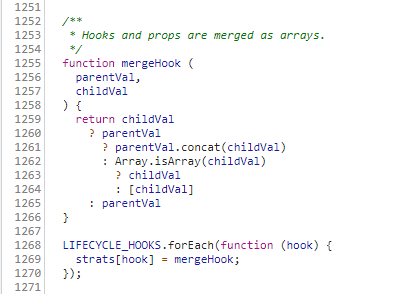 1251
1252 /**
1253 * Hooks and props are merged as arrays.
1254 */
1255 function mergeHook (
1256 parentVal,
1257 childVal
1258 ) {
1259 return childVal
1260 ? parentVal
1261 ? parentVal.concat(childVal)
1262 : Array.isArray(childVal)
1263 ? childVal
1264 : [childVal]
1265 : parentVal
1266 }
1267
1268 LIFECYCLE_HOOKS.forEach(function (hook) {
1269 strats[hook] = mergeHook;
1270 });
1271